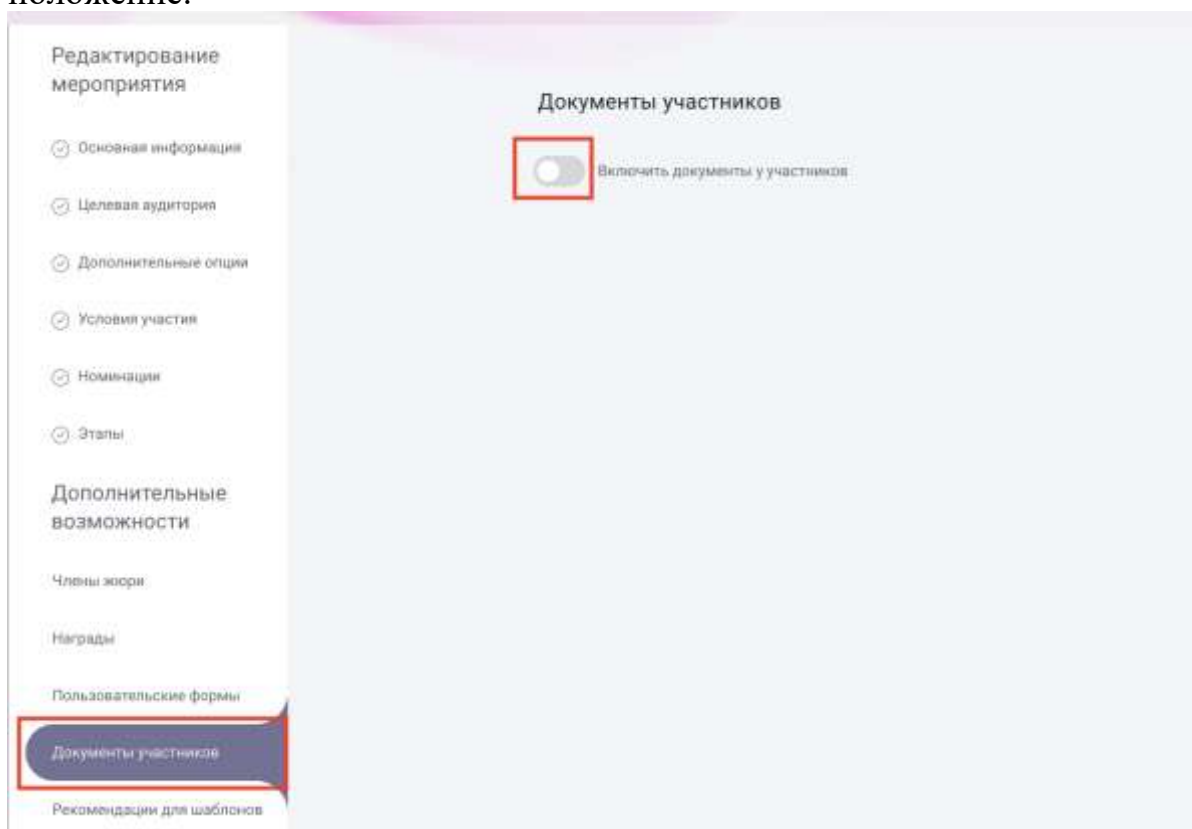 положение.
Редактирование
мероприятия
Основная информация
Целевая аудитория
Дополнительные опции
Условия участия
Номинации
Этапы
Дополнительные
возможности
Члены жюри
Награды
Пользовательские формы
Документы участников
Рекомендации для шаблонов
Документы участников
Включить документы у участников